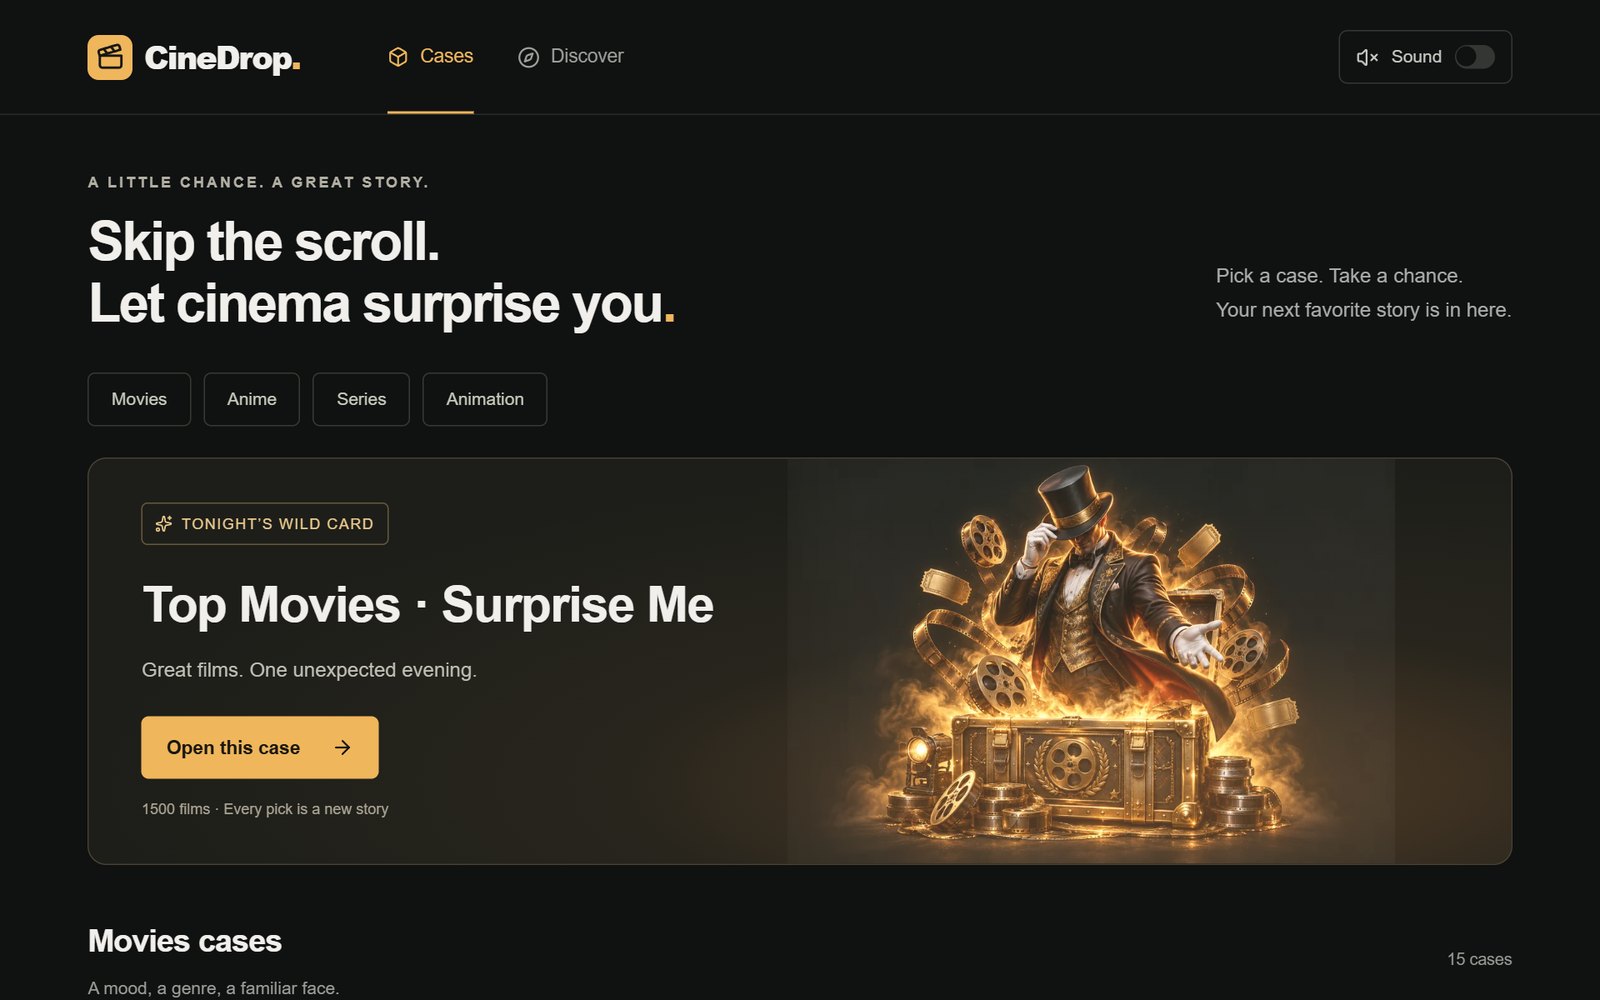 CineDrop.
Cases
Discover
Sound
A LITTLE CHANCE. A GREAT STORY.
Skip the scroll.
Let cinema surprise you.
Pick a case. Take a chance.
Your next favorite story is in here.
Movies
Anime
Series
Animation
TONIGHT'S WILD CARD
Top Movies · Surprise Me
Great films. One unexpected evening.
Open this case
1500 films · Every pick is a new story
Movies cases
15 cases
A mood, a genre, a familiar face.